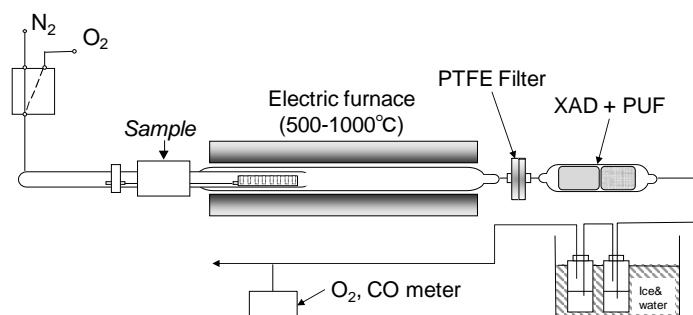 N2
O2
PTFE Filter
Electric furnace
(500-1000°C)
XAD + PUF
Sample
O2, CO meter
Ice&
water